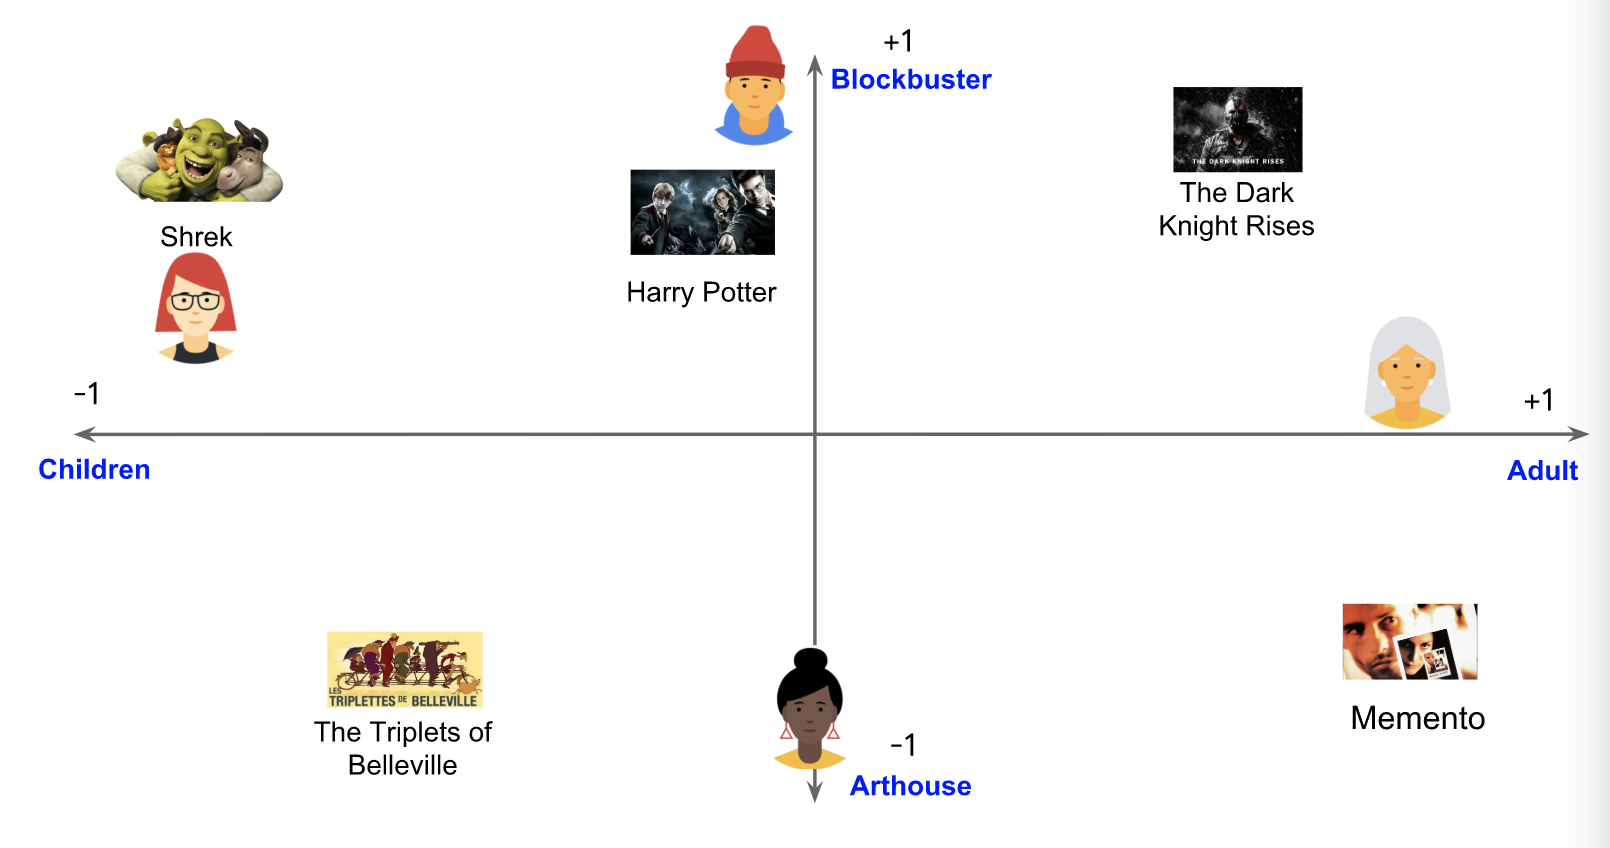 +1
Blockbuster
THE DARK KNIGHT RISES
The Dark
Knight Rises
Shrek
Harry Potter
−1
+1
Children
Adult
LES
TRIPLETTES DE BELLEVILLE
The Triplets of
Belleville
Memento
−1
Arthouse